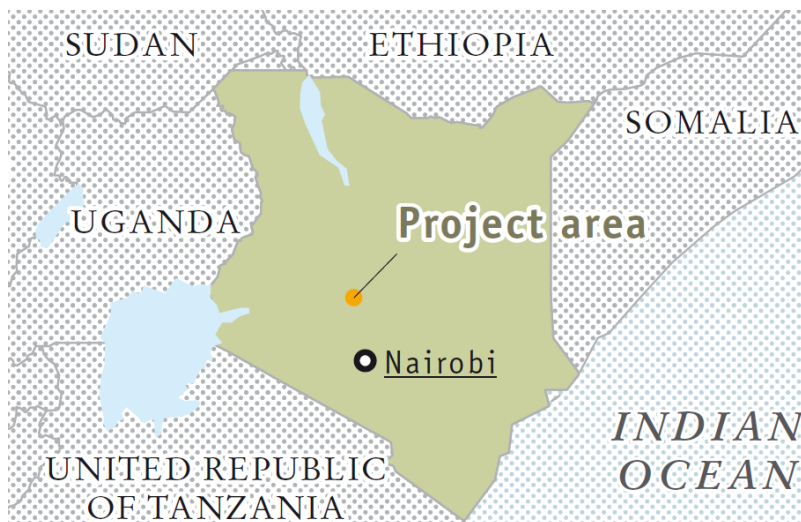 SUDAN
ETHIOPIA
SOMALIA
UGANDA
Project area
Nairobi
INDIAN
OCEAN
UNITED REPUBLIC
OF TANZANIA